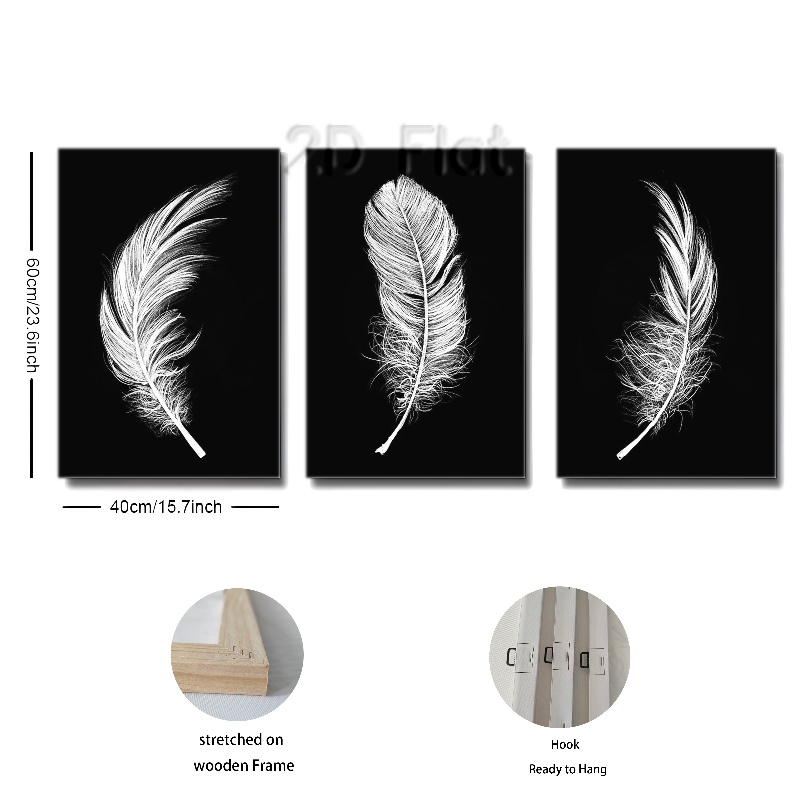 2D Flat
60cm/23.6inch
40cm/15.7inch
stretched on
wooden Frame
Hook
Ready to Hang